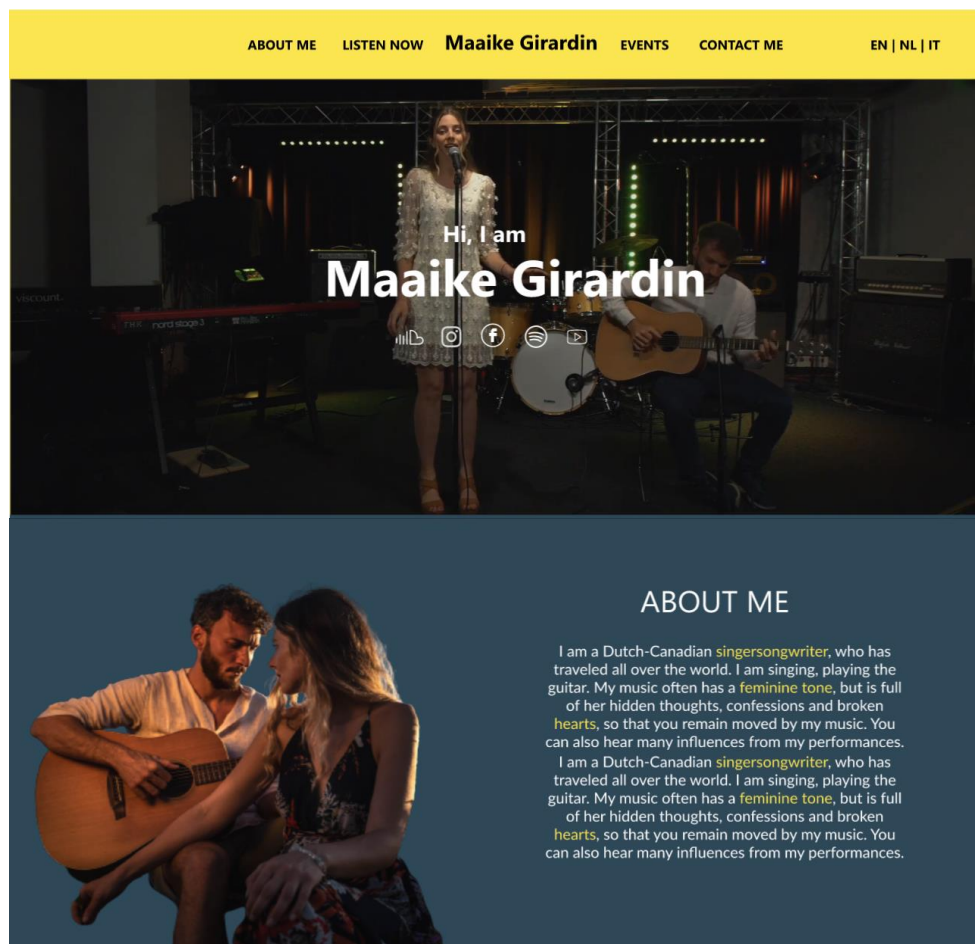 ABOUT ME LISTEN NOW Maaike Girardin EVENTS CONTACT ME EN | NL | IT
Hi, I am
Maaike Girardin
viscount
nord stage 3
ABOUT ME
I am a Dutch-Canadian singersongwriter, who has
traveled all over the world. I am singing, playing the
guitar. My music often has a feminine tone, but is full
of her hidden thoughts, confessions and broken
hearts, so that you remain moved by my music. You
can also hear many influences from my performances.
I am a Dutch-Canadian singersongwriter, who has
traveled all over the world. I am singing, playing the
guitar. My music often has a feminine tone, but is full
of her hidden thoughts, confessions and broken
hearts, so that you remain moved by my music. You
can also hear many influences from my performances.